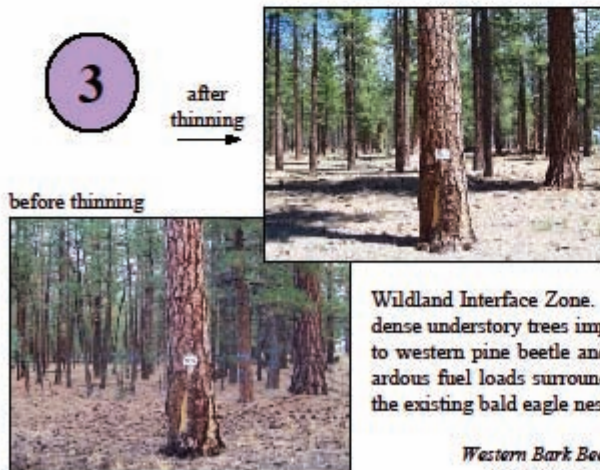 3
after
thinning
before thinning
Wildland Interface Zone.
dense understory trees imp
to western pine beetle and
ardous fuel loads surroun
the existing bald eagle nes
Western Bark Bee